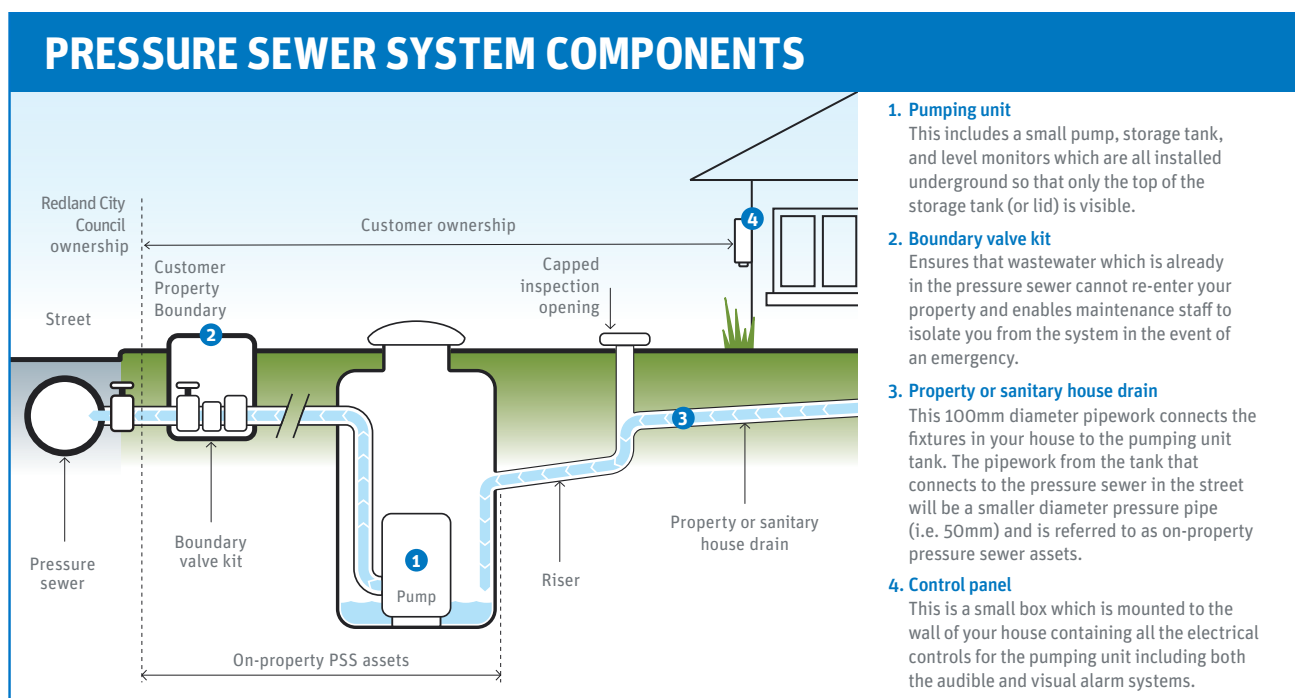 PRESSURE SEWER SYSTEM COMPONENTS
Redland City
Council
ownership
Customer ownership
4
Customer
Property
Boundary
Capped
inspection
opening
Street
2
3
Pressure
sewer
Boundary
valve kit
1
Pump
Riser
Property or sanitary
house drain
On-property PSS assets
1. Pumping unit
This includes a small pump, storage tank,
and level monitors which are all installed
underground so that only the top of the
storage tank (or lid) is visible.
2. Boundary valve kit
Ensures that wastewater which is already
in the pressure sewer cannot re-enter your
property and enables maintenance staff to
isolate you from the system in the event of
an emergency.
3. Property or sanitary house drain
This 100mm diameter pipework connects the
fixtures in your house to the pumping unit
tank. The pipework from the tank that
connects to the pressure sewer in the street
will be a smaller diameter pressure pipe
(i.e. 50mm) and is referred to as on-property
pressure sewer assets.
4. Control panel
This is a small box which is mounted to the
wall of your house containing all the electrical
controls for the pumping unit including both
the audible and visual alarm systems.